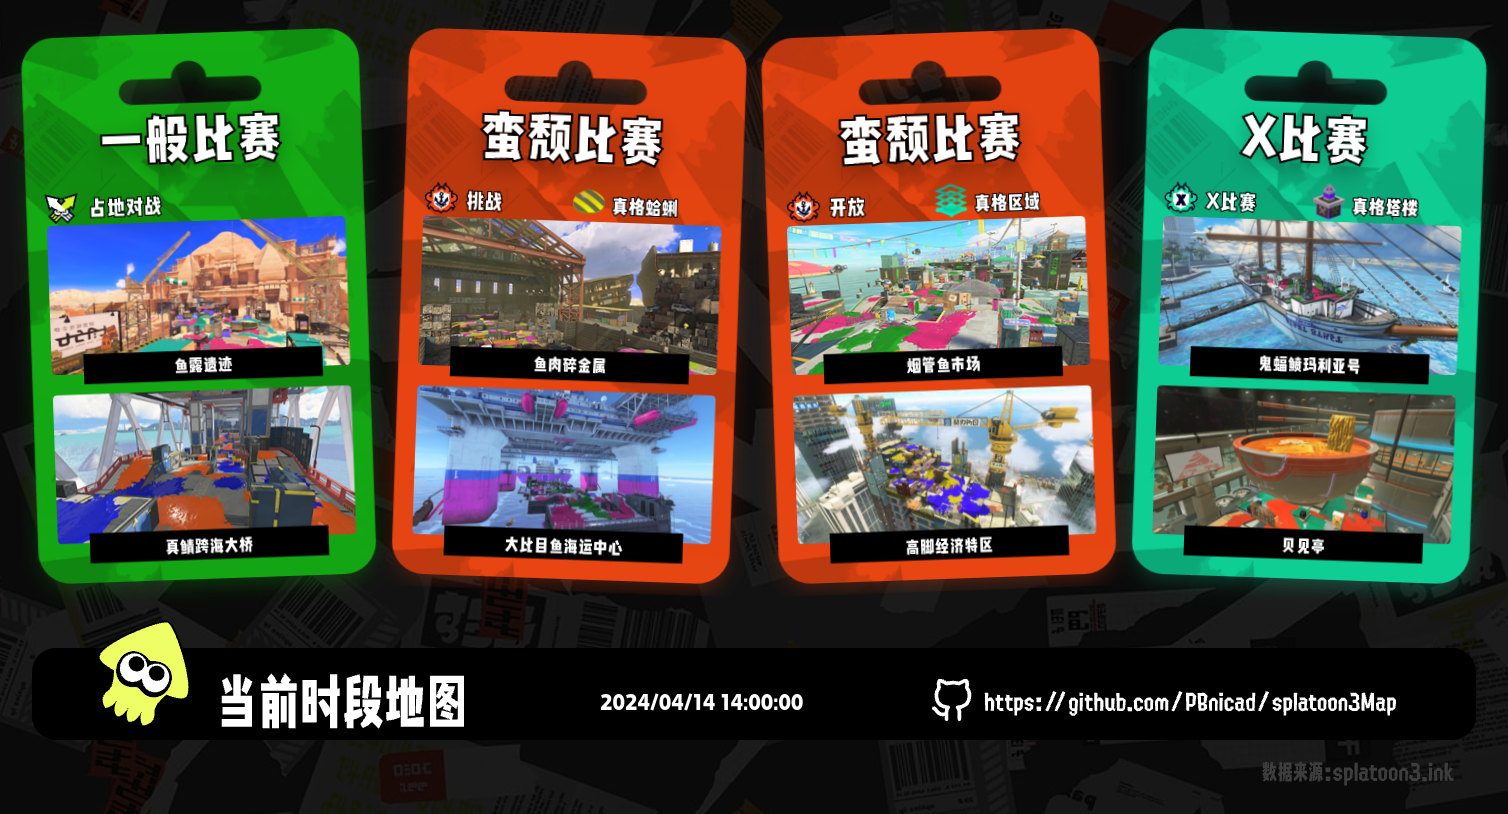 一般比赛
占地对战
鱼露遗迹
真鲭跨海大桥
蛮颓比赛
挑战
真格蛤蜊
鱼肉碎金属
大比目鱼海运中心
蛮颓比赛
开放
真格区域
烟管鱼市场
高脚经济特区
X比赛
X比赛
真格塔楼
鬼蝠鲼玛利亚号
贝见亭
当前时段地图
2024/04/14 14:00:00
https://github.com/PBnicad/splatoon3Map
数据来源:splatoon3.ink